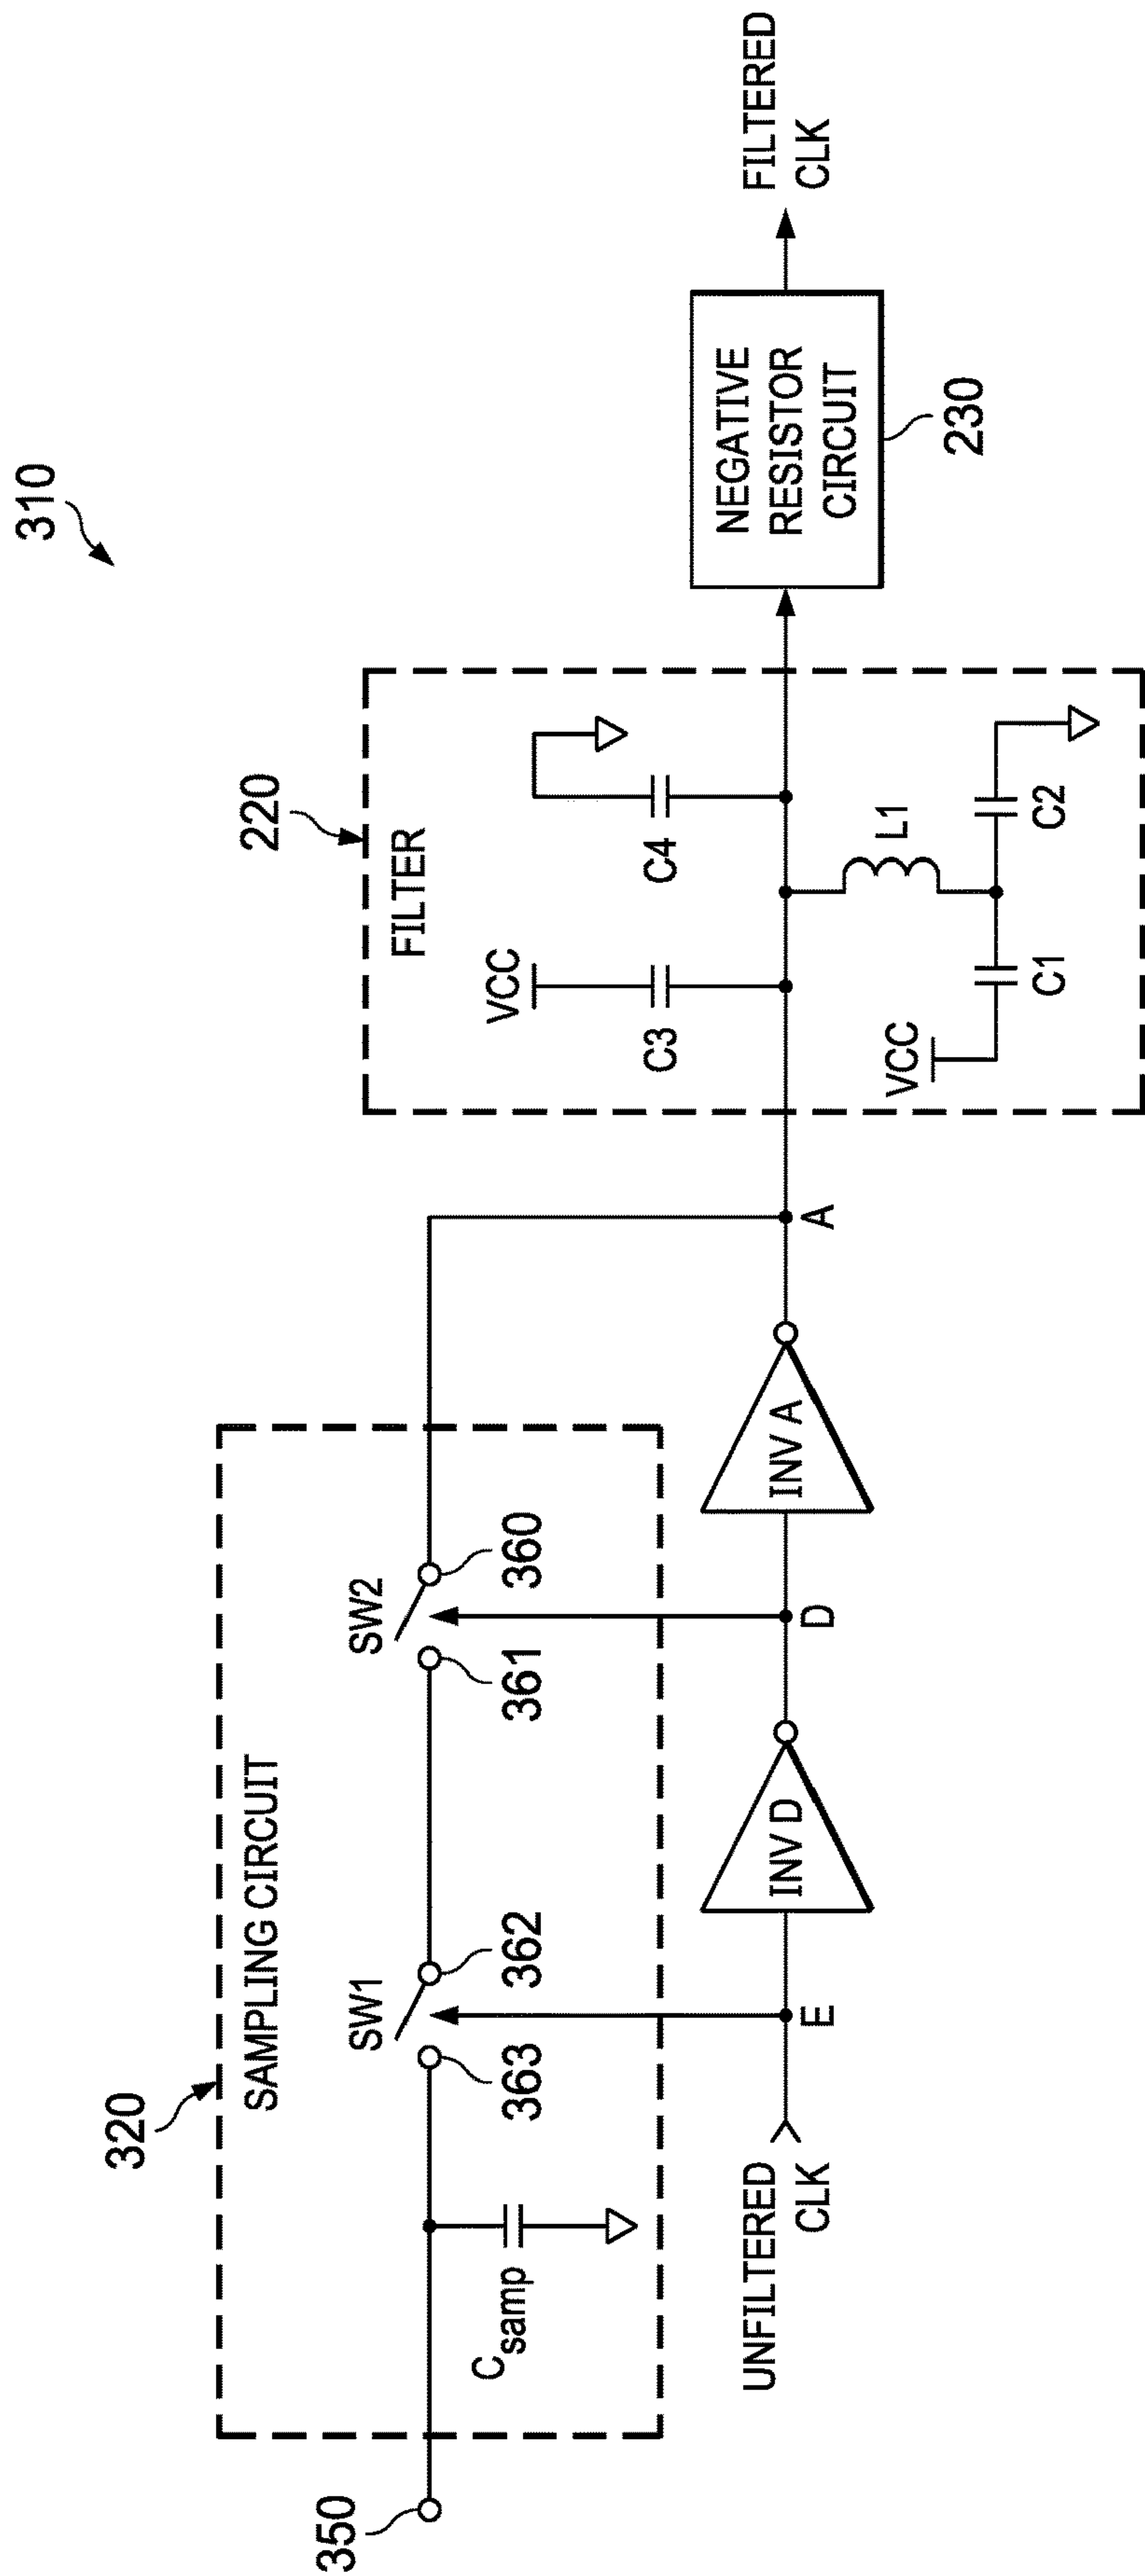 310
320
SAMPLING CIRCUIT
220
FILTER
350
SW1
SW2
363
362
361
360
C samp
VCC
C3
C4
UNFILTERED
CLK
E
INV D
D
INV A
A
VCC
C1
L1
C2
NEGATIVE
RESISTOR
CIRCUIT
230
FILTERED
CLK